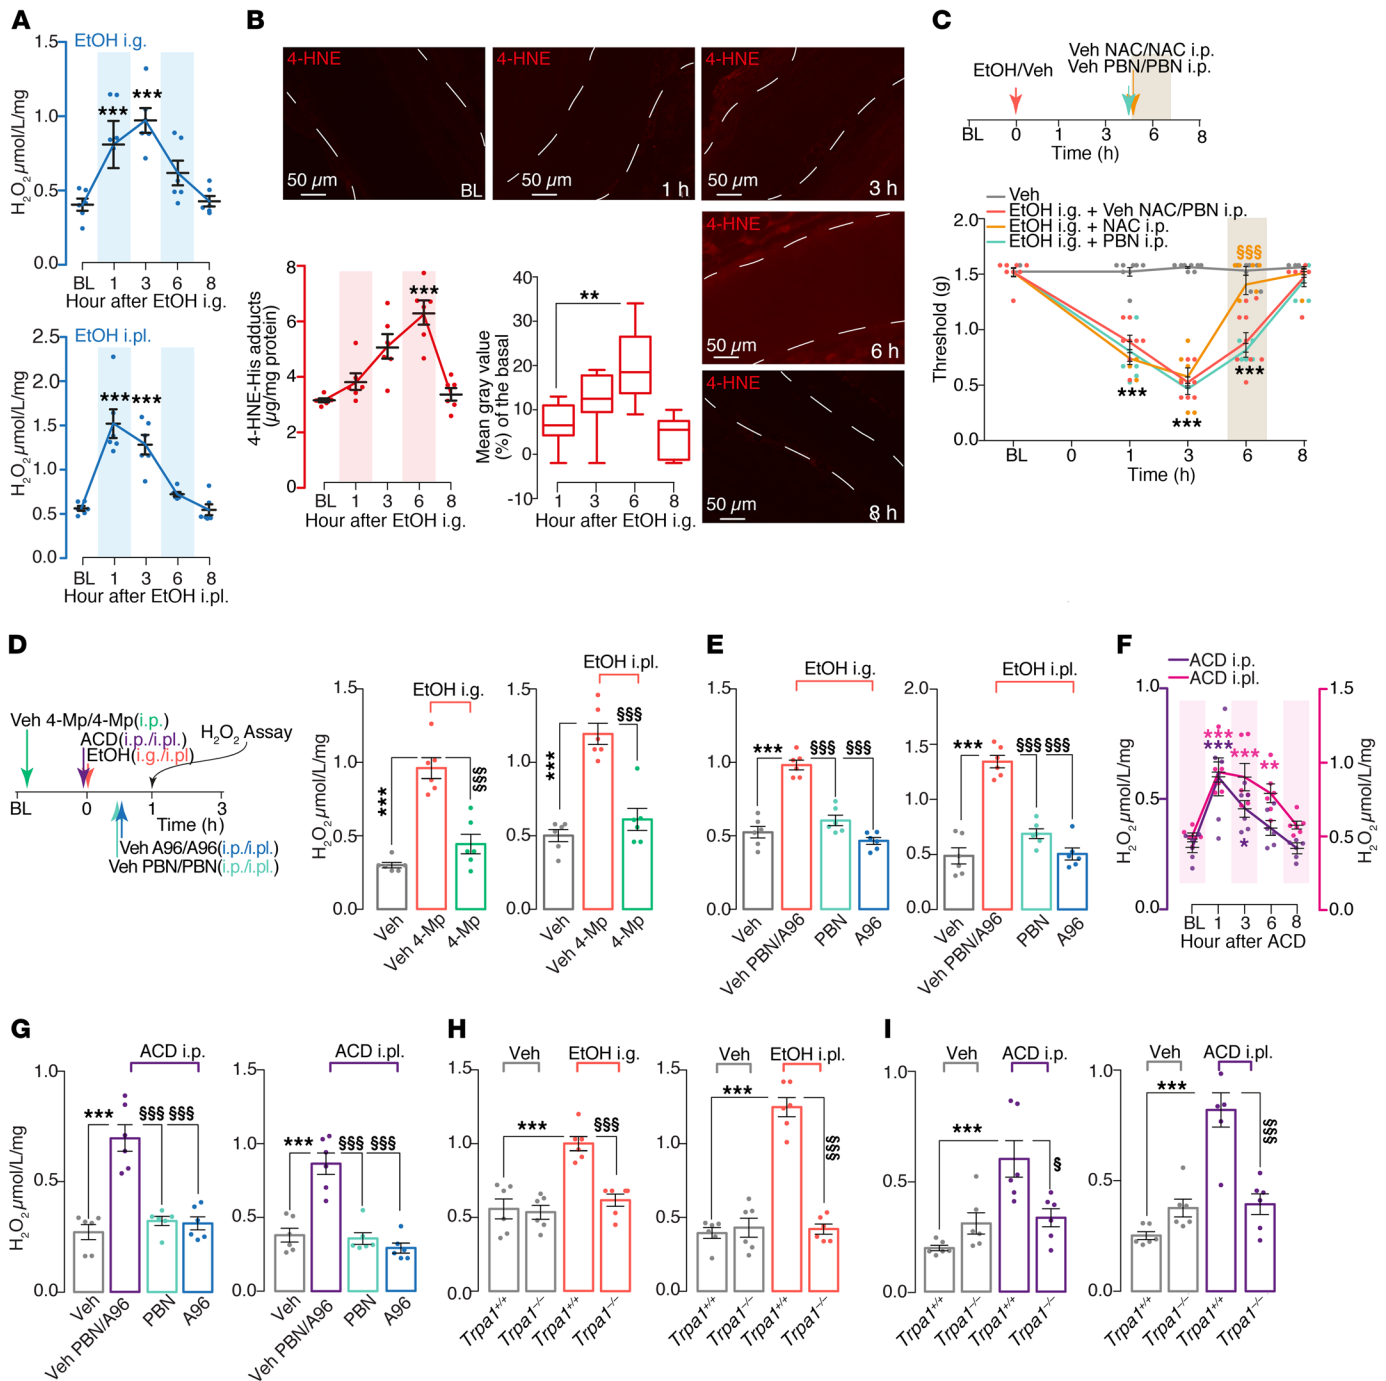 A
EtOH i.g.
1.5
1.0
0.5
0.0
H2O2 µmol/L/mg
***
***
BL 1 3 6 8
Hour after EtOH i.g.
EtOH i.pl.
2.5
2.0
1.5
1.0
0.5
0.0
H2O2 µmol/L/mg
*** ***
BL 1 3 6 8
Hour after EtOH i.pl.
B
4-HNE
50 µm
BL
4-HNE
50 µm
1 h
4-HNE
50 µm
3 h
4-HNE
50 µm
6 h
4-HNE
50 µm
8 h
8
6
4
2
0
4-HNE-His adducts
(µg/mg protein)
***
BL 1 3 6 8
Hour after EtOH i.g.
40
30
20
10
0
-10
Mean gray value
(%) of the basal
**
1 3 6 8
Hour after EtOH i.g.
C
Veh NAC/NAC i.p.
Veh PBN/PBN i.p.
EtOH/Veh
BL 0 1 3 6 8
Time (h)
Veh
EtOH i.g. + Veh NAC/PBN i.p.
EtOH i.g. + NAC i.p.
EtOH i.g. + PBN i.p.
2.0
1.5
1.0
0.5
0.0
Threshold (g)
§§§
***
***
***
BL 0 1 3 6 8
Time (h)
D
Veh 4-Mp/4-Mp(i.p.)
ACD(i.p./i.pl.)
EtOH(i.g./i.pl)
H2O2 Assay
BL 0 1 3
Time (h)
Veh A96/A96(i.p./i.pl.)
Veh PBN/PBN(i.p./i.pl.)
EtOH i.g.
1.5
1.0
0.5
0.0
H2O2 µmol/L/mg
***
§§§
Veh
Veh 4-Mp
4-Mp
EtOH i.pl.
1.5
1.0
0.5
0.0
***
§§§
Veh
Veh 4-Mp
4-Mp
E
EtOH i.g.
1.5
1.0
0.5
0.0
*** §§§ §§§
Veh
Veh PBN/A96
PBN
A96
EtOH i.pl.
2.0
1.5
1.0
0.5
0.0
*** §§§ §§§
Veh
Veh PBN/A96
PBN
A96
F
ACD i.p.
ACD i.pl.
1.0
0.5
0.0
H2O2 µmol/L/mg
1.5
1.0
0.5
0.0
H2O2 µmol/L/mg
***
***
***
**
*
BL 1 3 6 8
Hour after ACD
G
ACD i.p.
1.0
0.5
0.0
H2O2 µmol/L/mg
*** §§§ §§§
Veh
Veh PBN/A96
PBN
A96
ACD i.pl.
1.5
1.0
0.5
0.0
*** §§§ §§§
Veh
Veh PBN/A96
PBN
A96
H
Veh EtOH i.g.
1.5
1.0
0.5
0.0
*** §§§
Trpa1+/+
Trpa1−/−
Trpa1+/+
Trpa1−/−
Veh EtOH i.pl.
1.5
1.0
0.5
0.0
***
§§§
Trpa1+/+
Trpa1−/−
Trpa1+/+
Trpa1−/−
I
Veh ACD i.p.
1.0
0.5
0.0
***
§
Trpa1+/+
Trpa1−/−
Trpa1+/+
Trpa1−/−
Veh ACD i.pl.
1.0
0.5
0.0
***
§§§
Trpa1+/+
Trpa1−/−
Trpa1+/+
Trpa1−/−